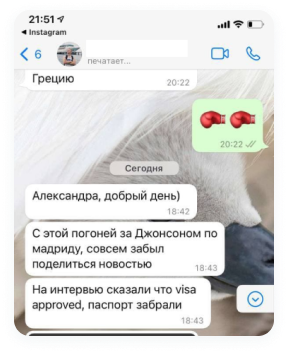 21:51
Instagram
6
печатает...
Грецию
20:22
20:22
Сегодня
Александра, добрый день)
18:42
С этой погоней за Джонсоном по
мадриду, совсем забыл
поделиться новостью
18:43
На интервью сказали что visa
approved, паспорт забрали
18:43